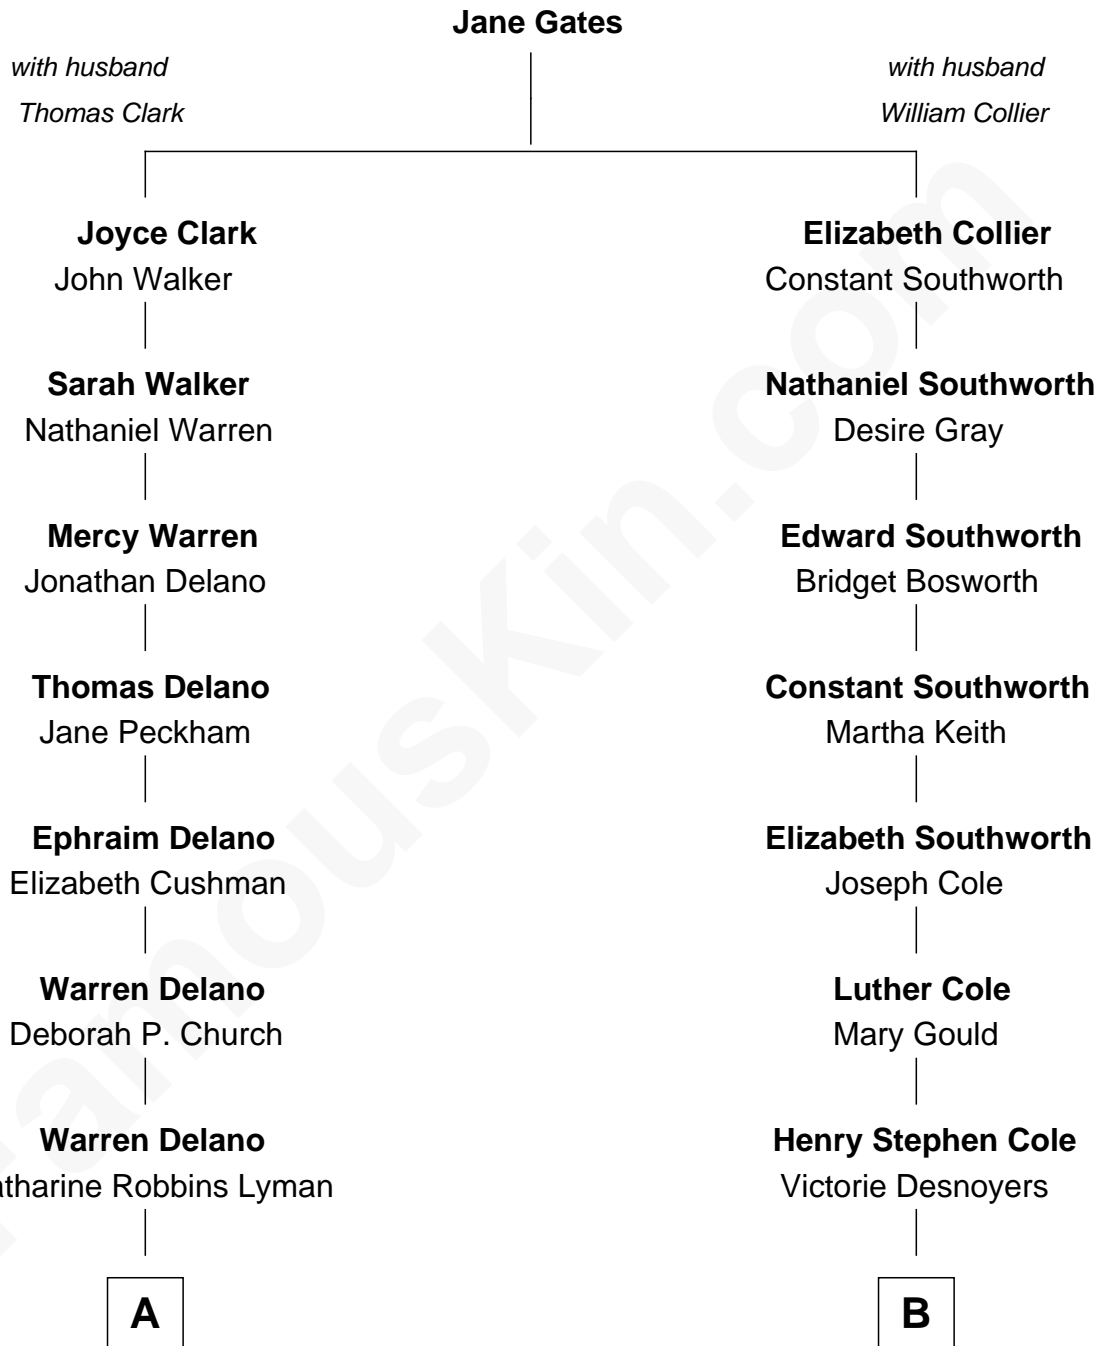 Jane Gates
with husband
Thomas Clark
with husband
William Collier
Joyce Clark
John Walker
Elizabeth Collier
Constant Southworth
Sarah Walker
Nathaniel Warren
Nathaniel Southworth
Desire Gray
Mercy Warren
Jonathan Delano
Edward Southworth
Bridget Bosworth
Thomas Delano
Jane Peckham
Constant Southworth
Martha Keith
Ephraim Delano
Elizabeth Cushman
Elizabeth Southworth
Joseph Cole
Warren Delano
Deborah P. Church
Luther Cole
Mary Gould
Warren Delano
atharine Robbins Lyman
Henry Stephen Cole
Victorie Desnoyers
A
B
FamousKin.com